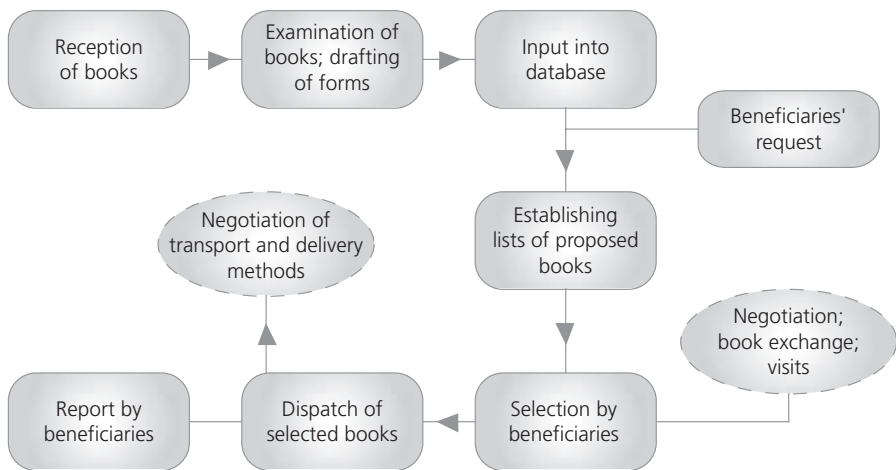 Reception
of books
Examination of
books; drafting
of forms
Input into
database
Beneficiaries'
request
Establishing
lists of proposed
books
Negotiation of
transport and delivery
methods
Negotiation;
book exchange;
visits
Report by
beneficiaries
Dispatch of
selected books
Selection by
beneficiaries